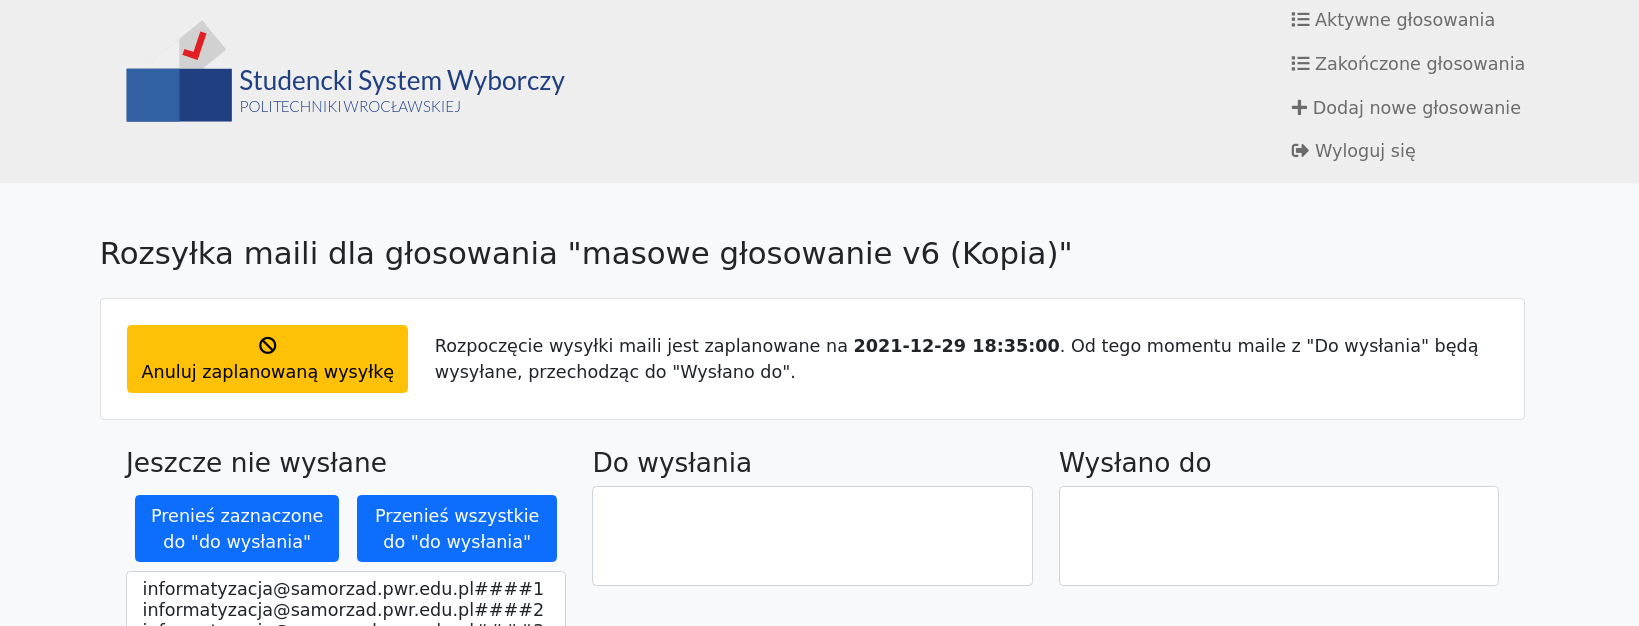 Aktywne głosowania
Zakończone głosowania
Dodaj nowe głosowanie
Wyloguj się
Studencki System Wyborczy
POLITECHNIKI WROCŁAWSKIEJ
Rozsyłka maili dla głosowania "masowe głosowanie v6 (Kopia)"
Anuluj zaplanowaną wysyłkę
Rozpoczęcie wysyłki maili jest zaplanowane na 2021-12-29 18:35:00. Od tego momentu maile z "Do wysłania" będą
wysyłane, przechodząc do "Wysłano do".
Jeszcze nie wysłane
Prenieś zaznaczone
do "do wysłania"
Przenieś wszystkie
do "do wysłania"
informatyzacja@samorzad.pwr.edu.pl####1
informatyzacja@samorzad.pwr.edu.pl####2
Do wysłania
Wysłano do